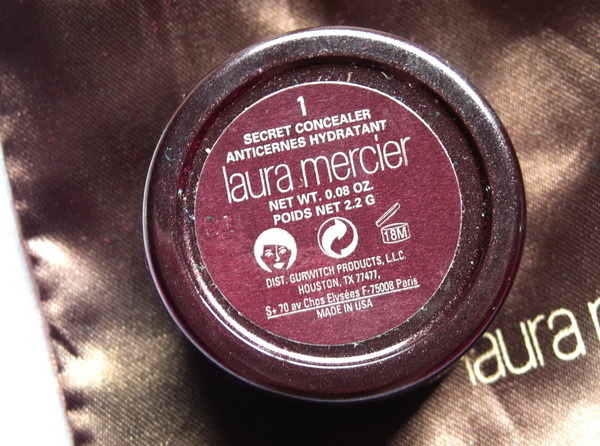 1
SECRET CONCEALER
ANTICERNES HYDRATANT
laura mercier
NET WT. 0.08 OZ.
POIDS NET 2.2 G
18M
DIST: GURWITCH PRODUCTS, L.L.C.
HOUSTON, TX 77477,
S+ 70 av Chps Elysées F-75008 Paris
MADE IN USA
laura